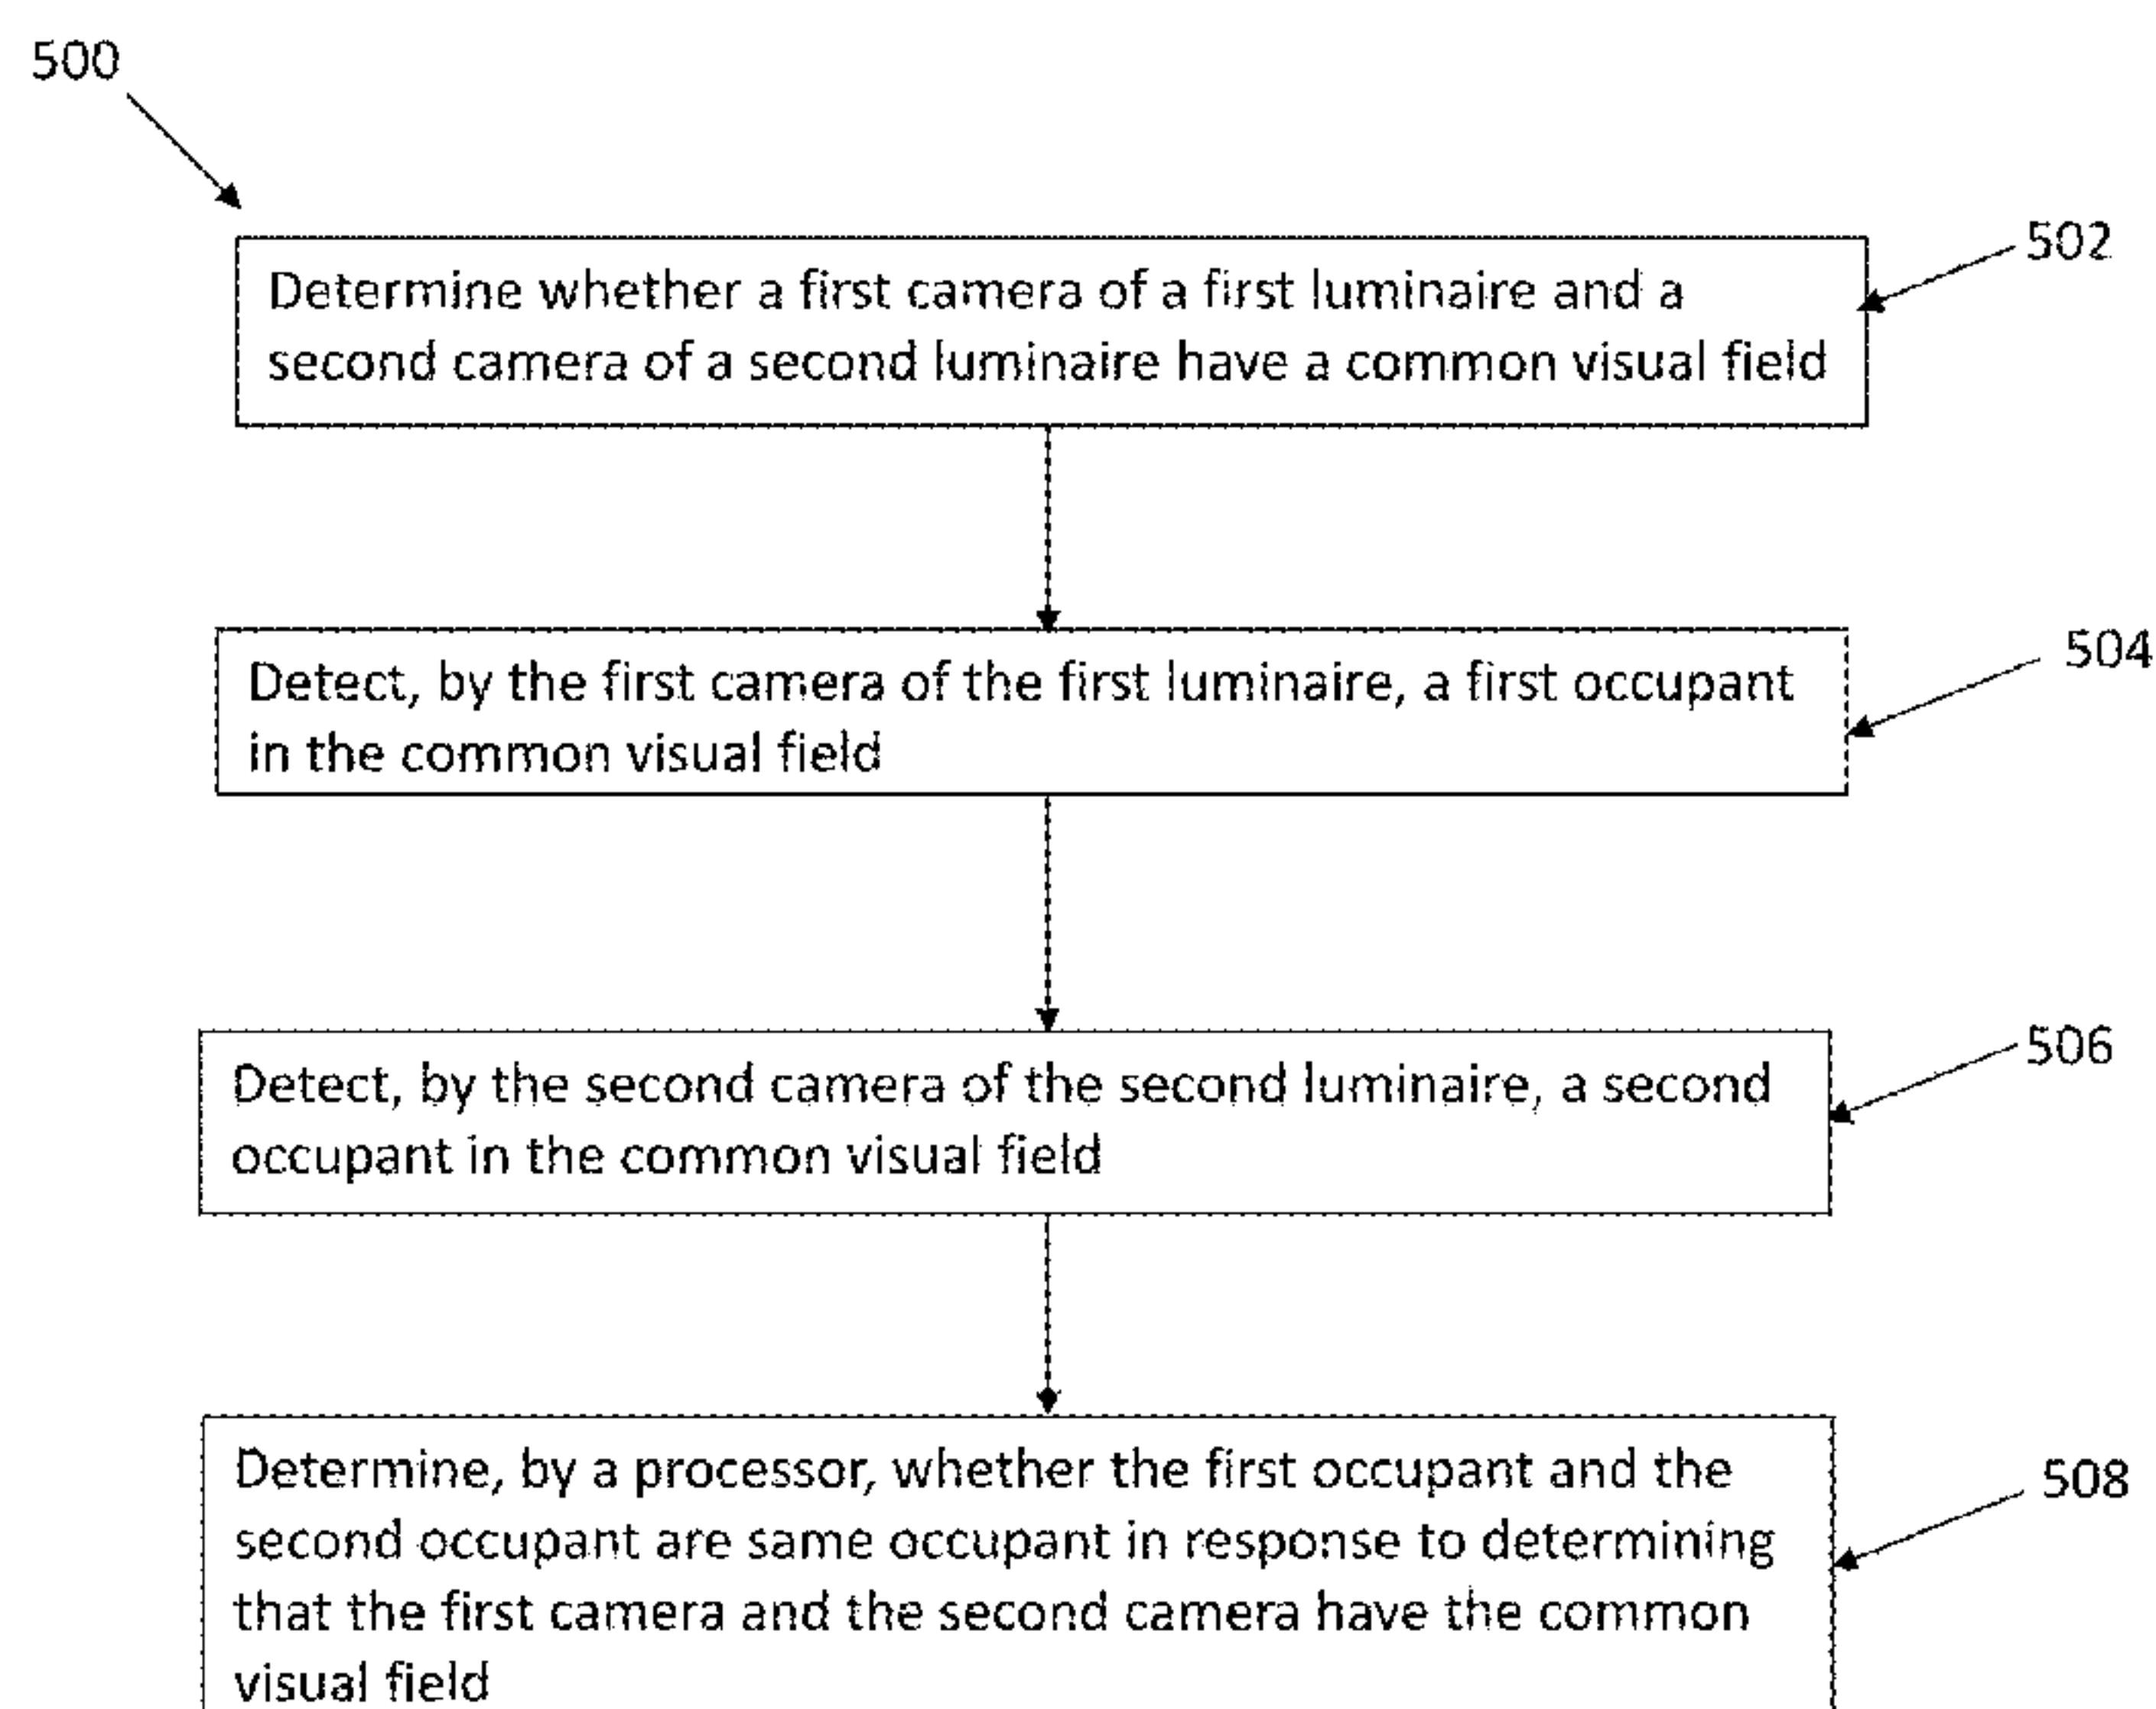 500
502
Determine whether a first camera of a first luminaire and a
second camera of a second luminaire have a common visual field
504
Detect, by the first camera of the first luminaire, a first occupant
in the common visual field
506
Detect, by the second camera of the second luminaire, a second
occupant in the common visual field
508
Determine, by a processor, whether the first occupant and the
second occupant are same occupant in response to determining
that the first camera and the second camera have the common
visual field